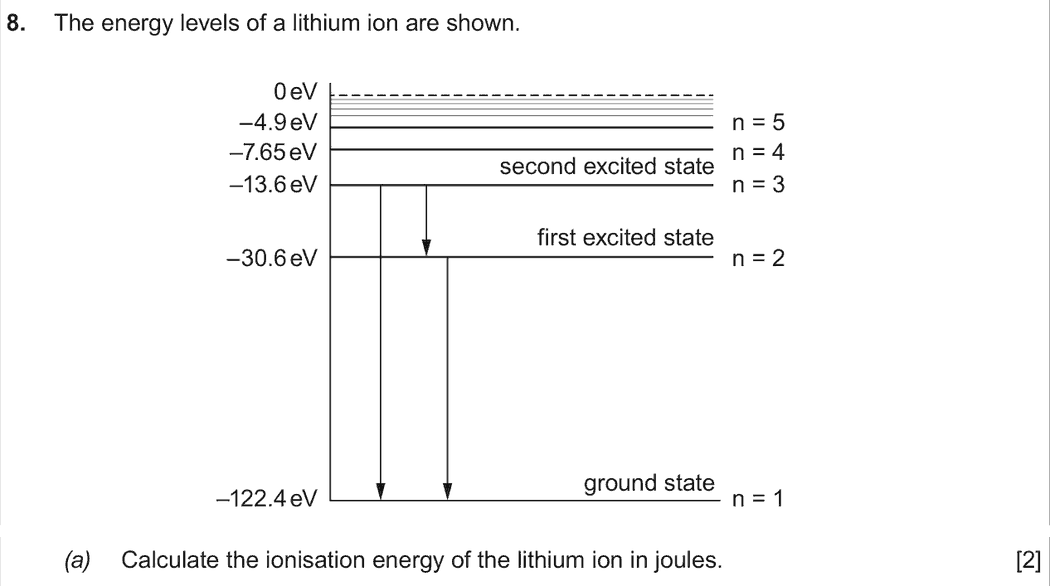 8. The energy levels of a lithium ion are shown.
0 eV
–4.9 eV
n = 5
–7.65 eV
n = 4
second excited state
–13.6 eV
n = 3
first excited state
–30.6 eV
n = 2
ground state
–122.4 eV
n = 1
(a) Calculate the ionisation energy of the lithium ion in joules. [2]